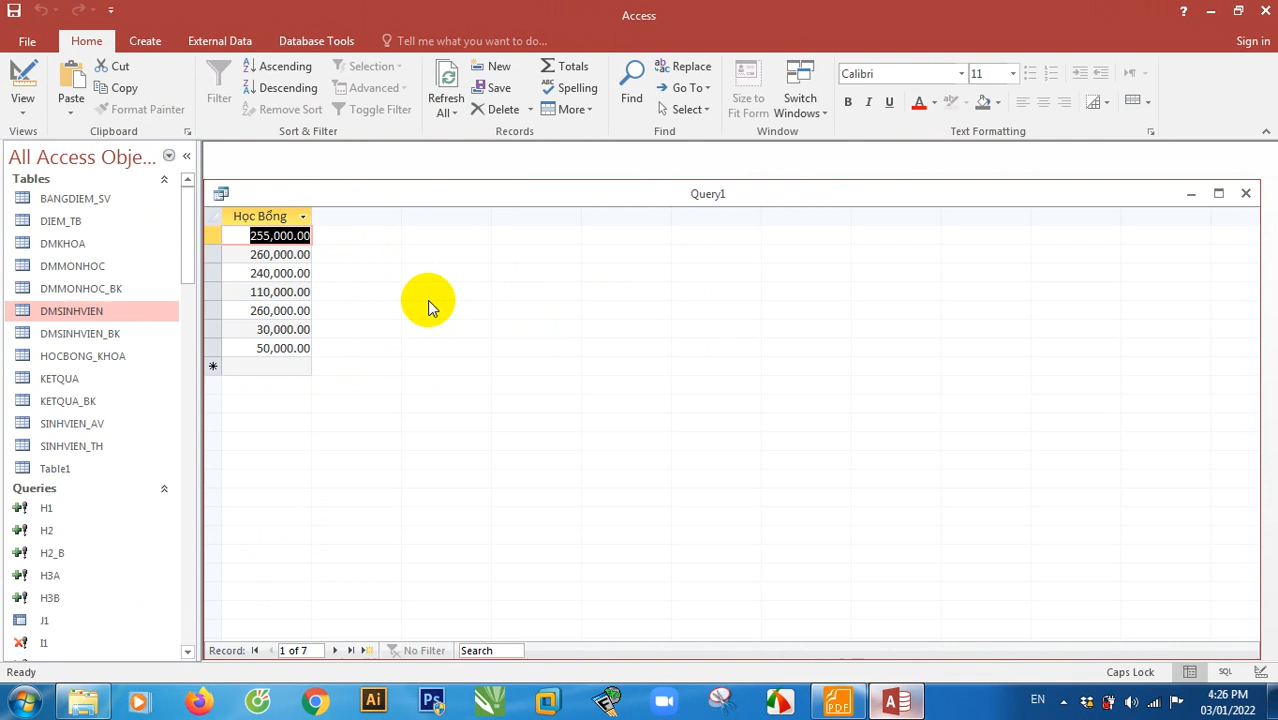 Access
File
Home
Create
External Data
Database Tools
Tell me what you want to do...
Sign in
View
Views
Paste
Cut
Copy
Format Painter
Clipboard
Filter
Ascending
Descending
Remove Sort
Selection
Advanced
Toggle Filter
Sort & Filter
Refresh
All
New
Save
Delete
Totals
Spelling
More
Records
Find
Replace
Go To
Select
Find
Size to
Fit Form
Switch
Windows
Window
Calibri
11
B I U
Text Formatting
All Access Obje...
Tables
BANGDIEM_SV
DIEM_TB
DMKHOA
DMMONHOC
DMMONHOC_BK
DMSINHVIEN
DMSINHVIEN_BK
HOCBONG_KHOA
KETQUA
KETQUA_BK
SINHVIEN_AV
SINHVIEN_TH
Table1
Queries
H1
H2
H2_B
H3A
H3B
J1
I1
Query1
Học Bổng
255,000.00
260,000.00
240,000.00
110,000.00
260,000.00
30,000.00
50,000.00
Record: 1 of 7 No Filter Search
Ready
Caps Lock
SQL
EN
4:26 PM
03/01/2022